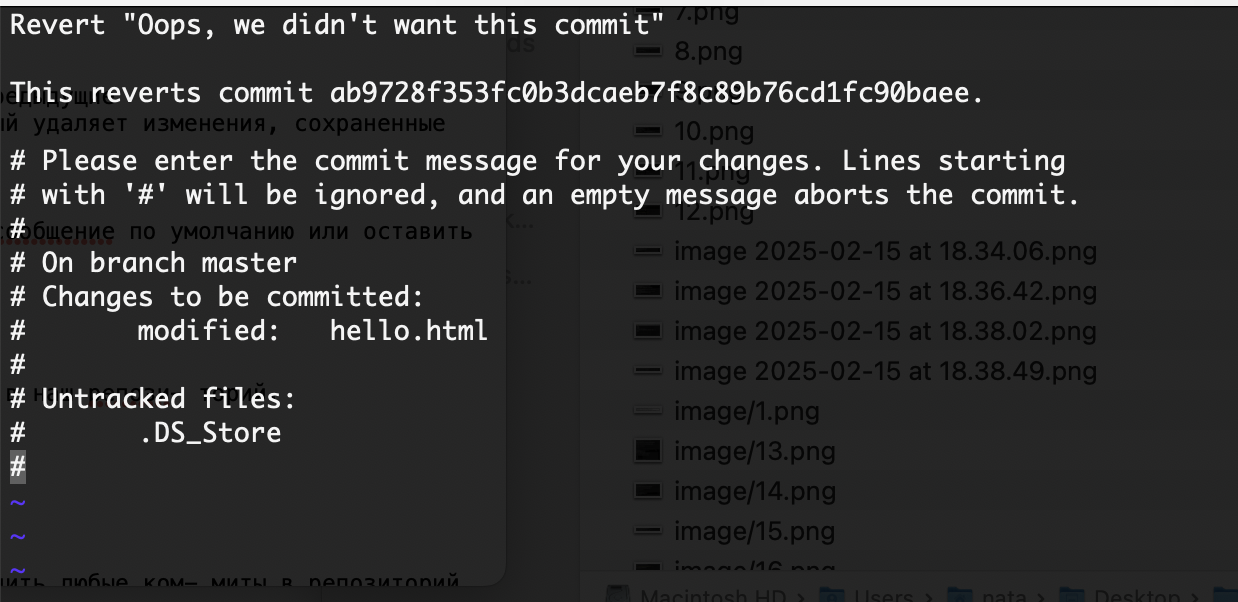 Revert "Oops, we didn't want this commit"
This reverts commit ab9728f353fc0b3dcaeb7f8c89b76cd1fc90baee.
# Please enter the commit message for your changes. Lines starting
# with '#' will be ignored, and an empty message aborts the commit.
#
# On branch master
# Changes to be committed:
#       modified:   hello.html
#
# Untracked files:
#       .DS_Store
#
~
~
~
удаляет изменения, сохраненные
по умолчанию или оставить
любые ком– миты в репозиторий
7.png
8.png
10.png
11.png
12.png
image 2025-02-15 at 18.34.06.png
image 2025-02-15 at 18.36.42.png
image 2025-02-15 at 18.38.02.png
image 2025-02-15 at 18.38.49.png
image/1.png
image/13.png
image/14.png
image/15.png
image/16.png
Macintosh HD › Users › nata › Desktop ›